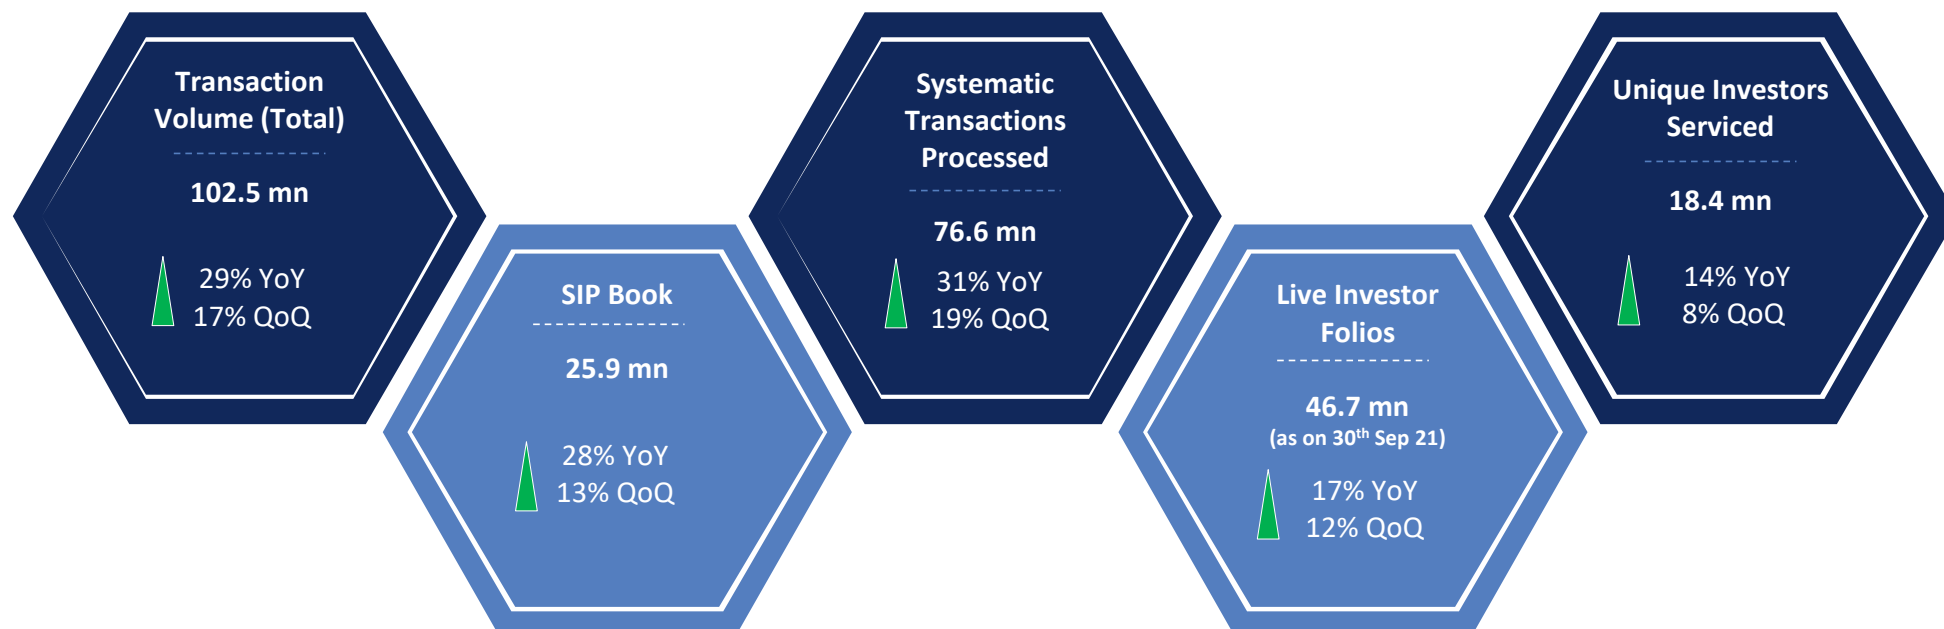 Transaction
Volume (Total)
102.5 mn
29% YoY
17% QoQ
SIP Book
25.9 mn
28% YoY
13% QoQ
Systematic
Transactions
Processed
76.6 mn
31% YoY
19% QoQ
Live Investor
Folios
46.7 mn
(as on 30th Sep 21)
17% YoY
12% QoQ
Unique Investors
Serviced
18.4 mn
14% YoY
8% QoQ